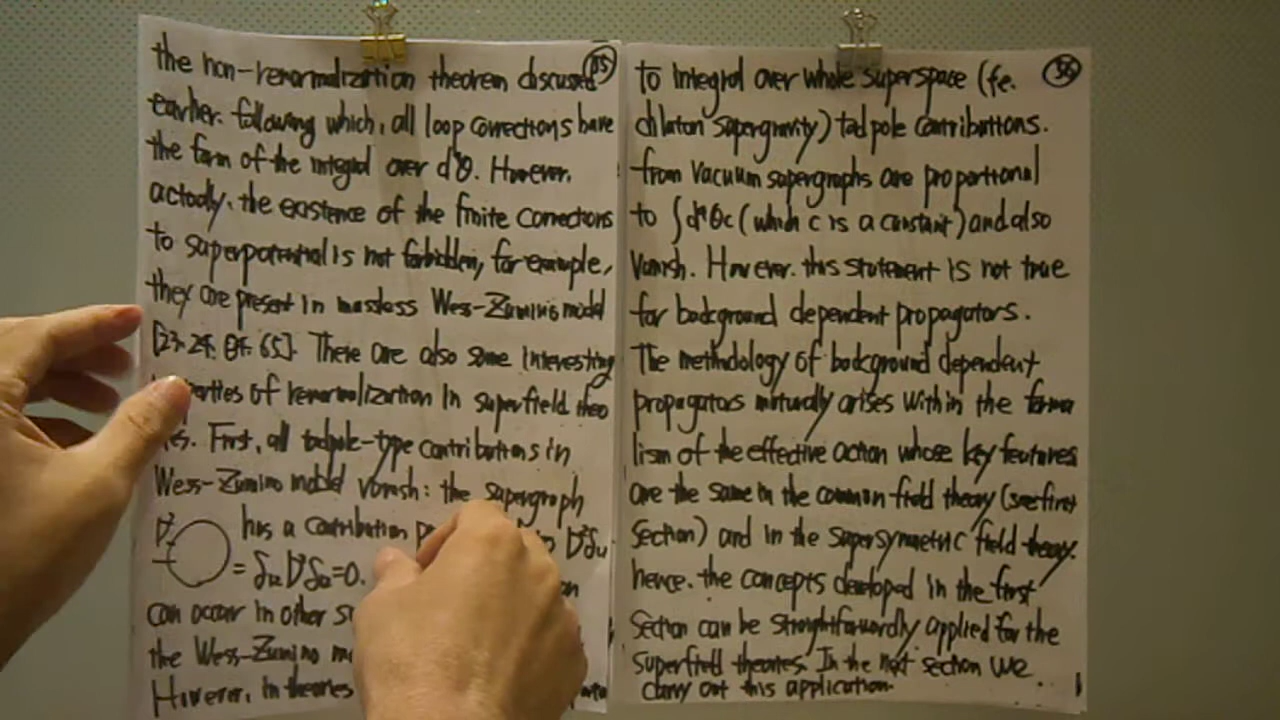 35
the non-renormalization theorem discussed
earlier. following which, all loop corrections have
the form of the integral over d⁴θ. However,
actually, the existence of the finite corrections
to superpotential is not forbidden, for example,
they are present in massless Wess-Zumino model
There are also some interesting
of renormalization in superfield theo
First, all tadpole-type contributions in
Wess-Zumino model vanish: the supergraph
D² has a contribution
= δ₁₂ D²δ₁₂=0.
can occur in other
the Wess-Zumino
However, in theories
36
to integral over whole superspace (f.e.
dilaton supergravity) tadpole contributions.
from vacuum supergraphs are proportional
to ∫d⁴θc (which c is a constant) and also
vanish. However. this statement is not true
for background dependent propagators.
The methodology of background dependent
propagators mutually arises within the forma
lism of the effective action whose key features
are the same in the common field theory (see first
section) and in the supersymmetric field theory.
hence. the concepts developed in the first
section can be straightforwardly applied for the
superfield theories. In the next section we
carry out this application.